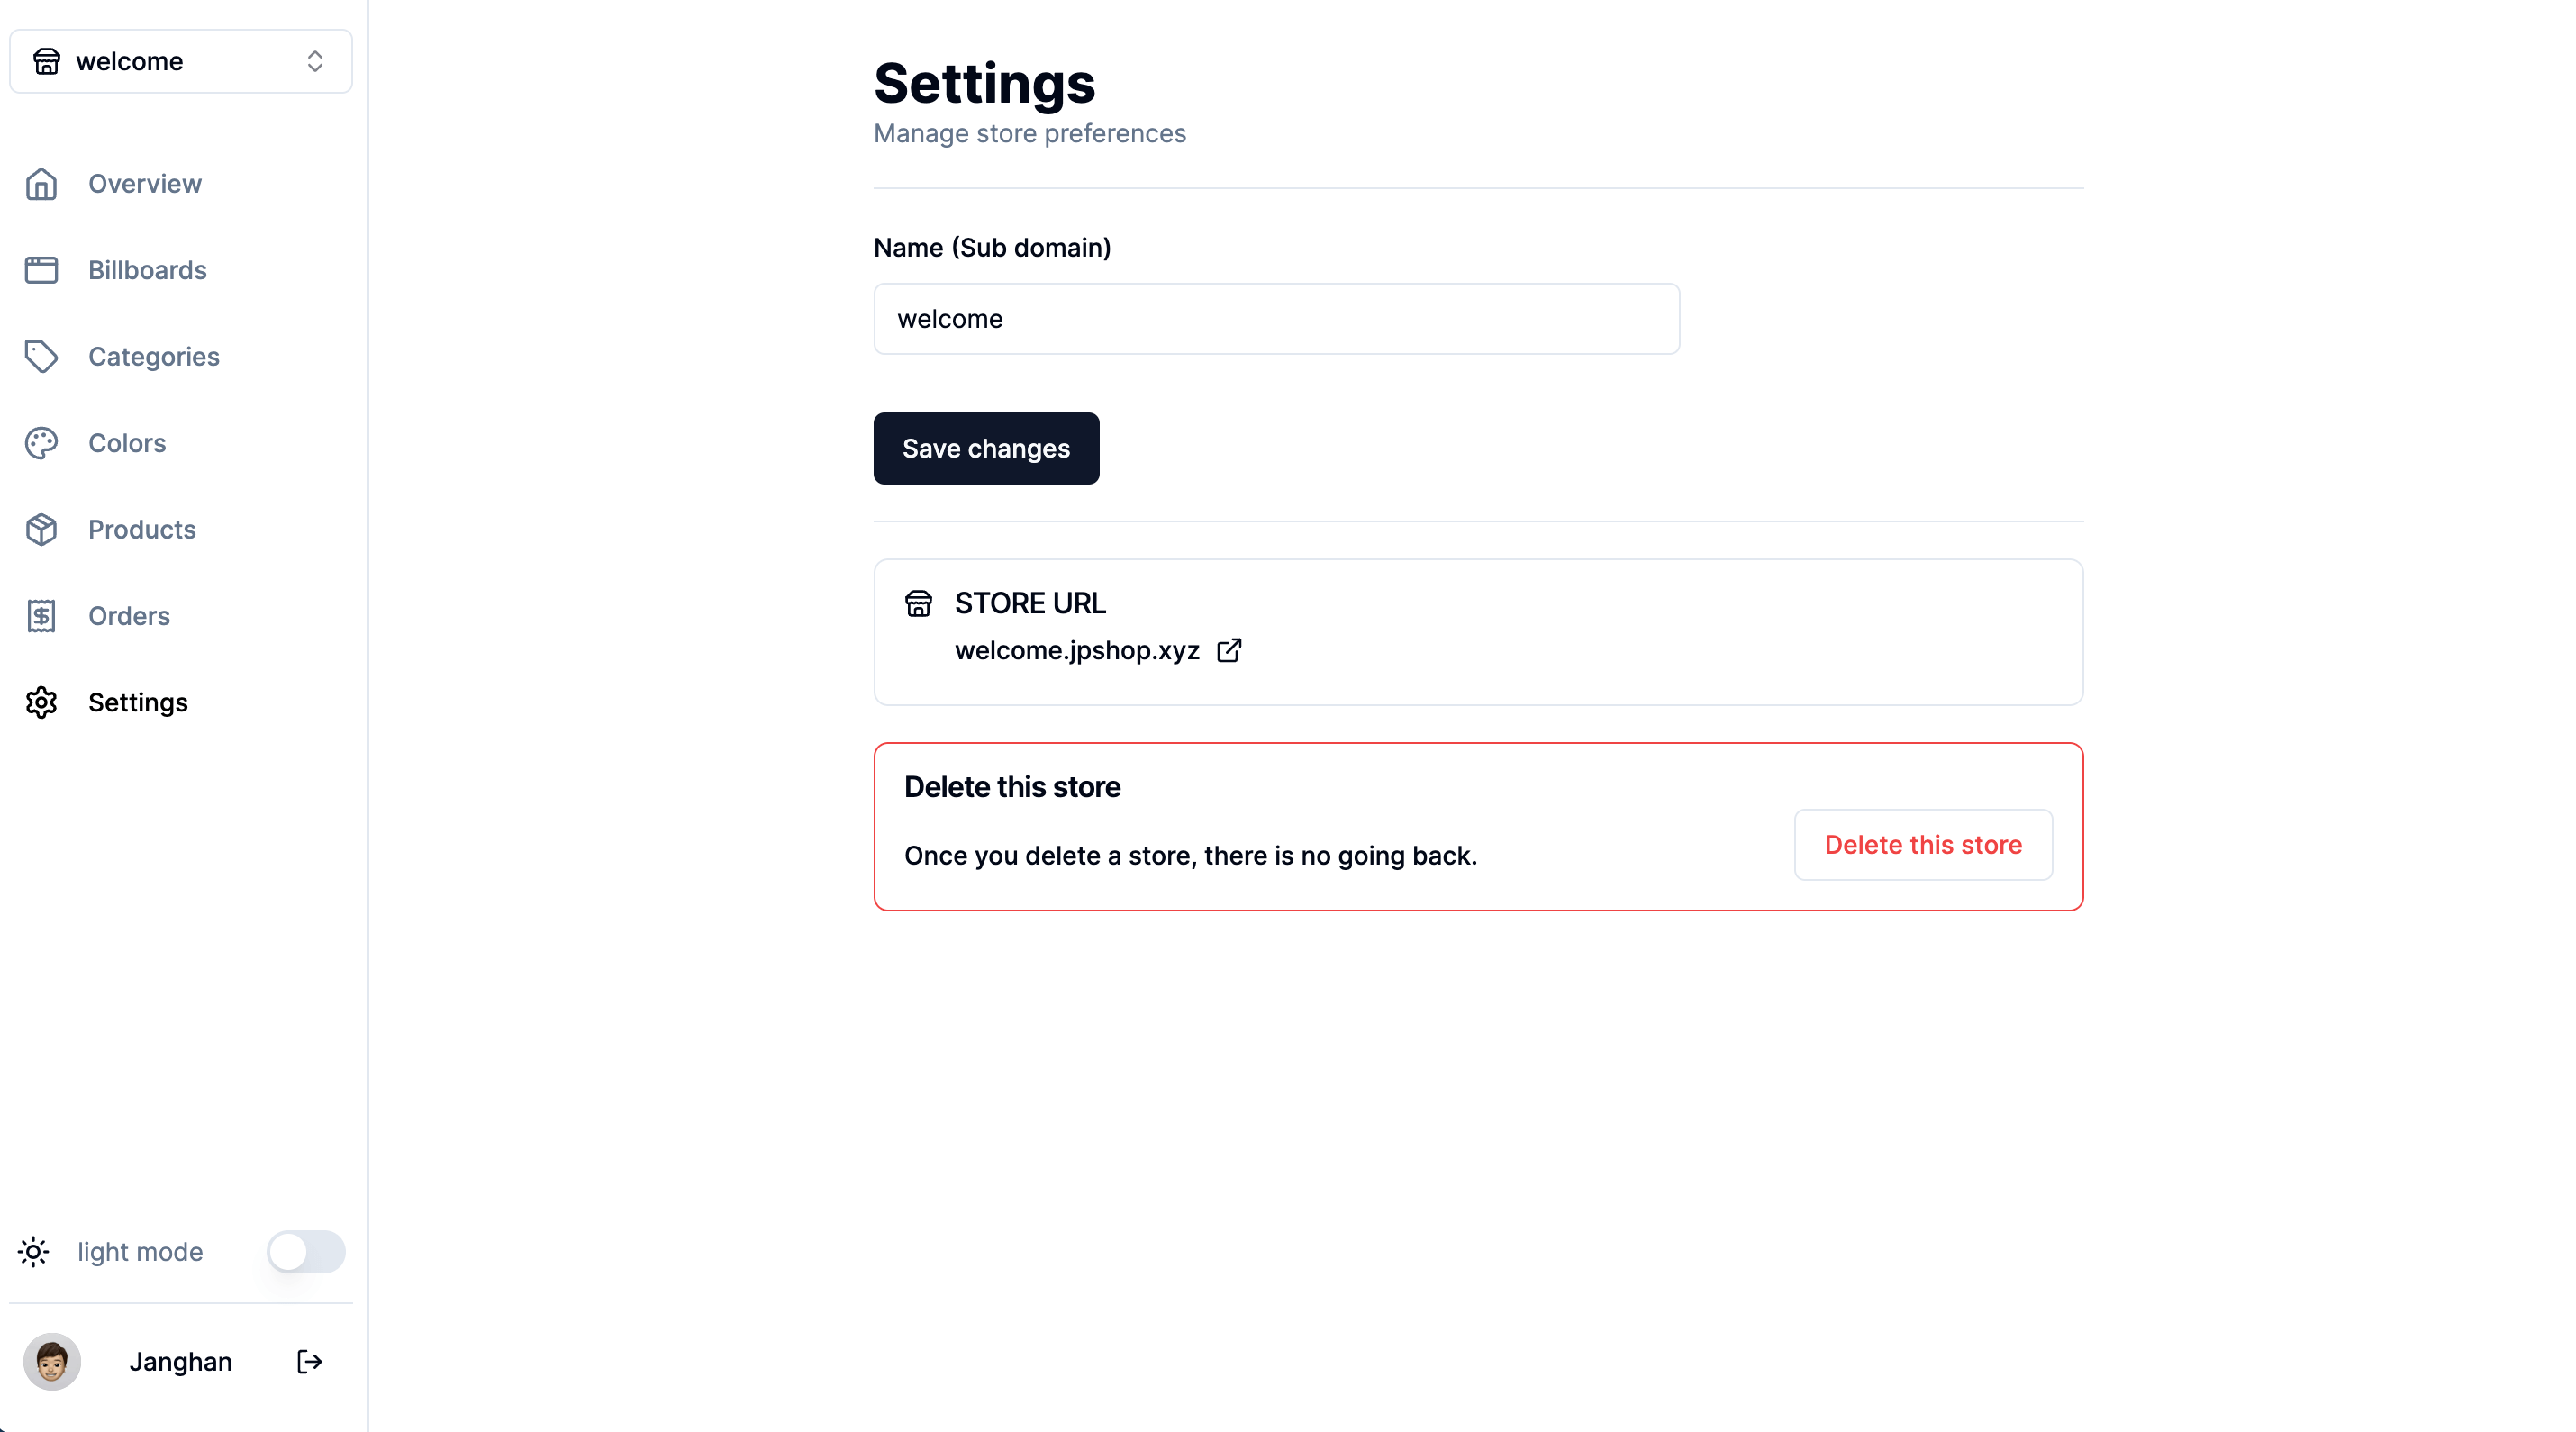 welcome
Overview
Billboards
Categories
Colors
Products
Orders
Settings
light mode
Janghan
Settings
Manage store preferences
Name (Sub domain)
welcome
Save changes
STORE URL
welcome.jpshop.xyz
Delete this store
Once you delete a store, there is no going back.
Delete this store